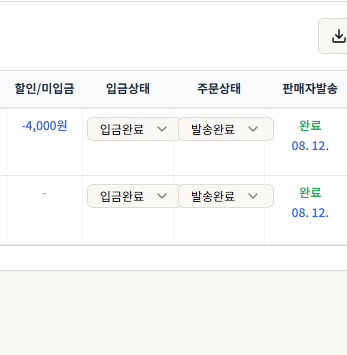 할인/미입금 입금상태 주문상태 판매자발송
-4,000원 입금완료 발송완료 완료
08. 12.
- 입금완료 발송완료 완료
08. 12.